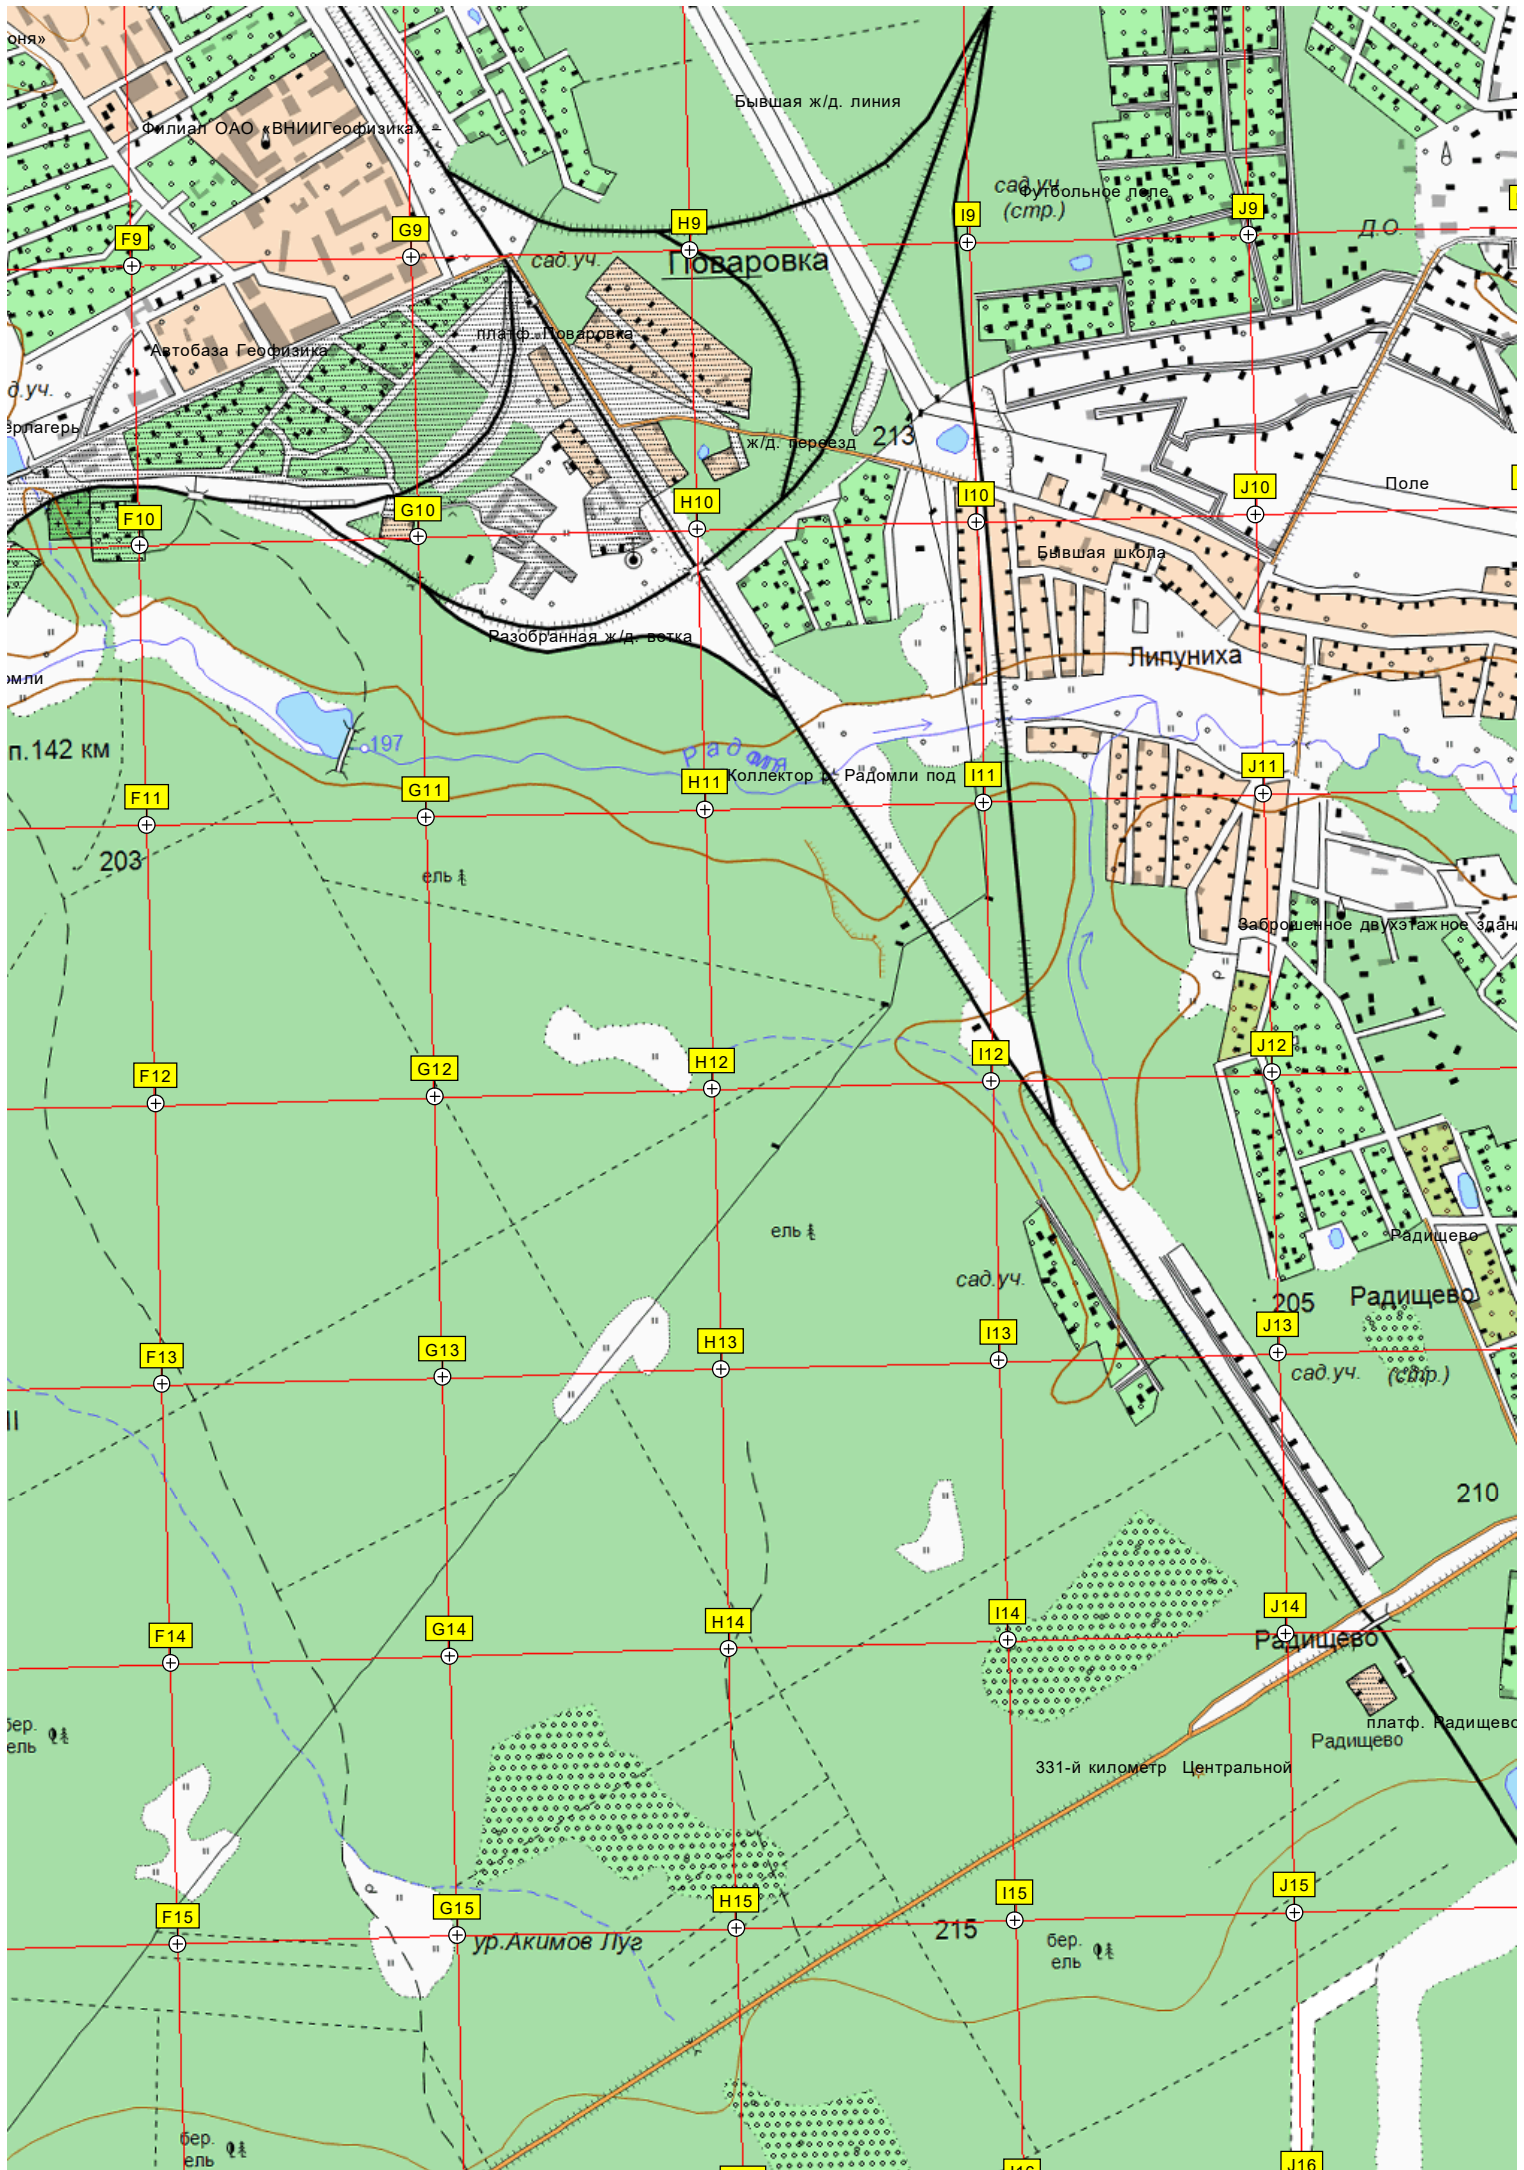 оня»
Бывшая ж/д. линия
Филиал ОАО «ВНИИГеофизика» –
сад.уч.
Футбольное поле
(стр.)
F9
G9
H9
I9
J9
Д.О
сад.уч.
Поваровка
платф. Поваровка
Автобаза Геофизика
д.уч.
ерлагерь
ж/д. переезд
213
Поле
F10
G10
H10
I10
J10
Бывшая школа
Разобранная ж/д. ветка
Липуниха
омли
п.142 км
197
Радомля
Коллектор р. Радомли под
F11
G11
H11
I11
J11
203
ель
Заброшенное двухэтажное здан
F12
G12
H12
I12
J12
ель
Радищево
сад.уч.
205
Радищево
F13
G13
H13
I13
J13
сад.уч.
(стр.)
II
210
F14
G14
H14
I14
J14
Радищево
бер.
ель
платф. Радищево
Радищево
331-й километр Центральной
F15
G15
H15
I15
J15
ур.Акимов Луг
215
бер.
ель
бер.
ель
I16
J16